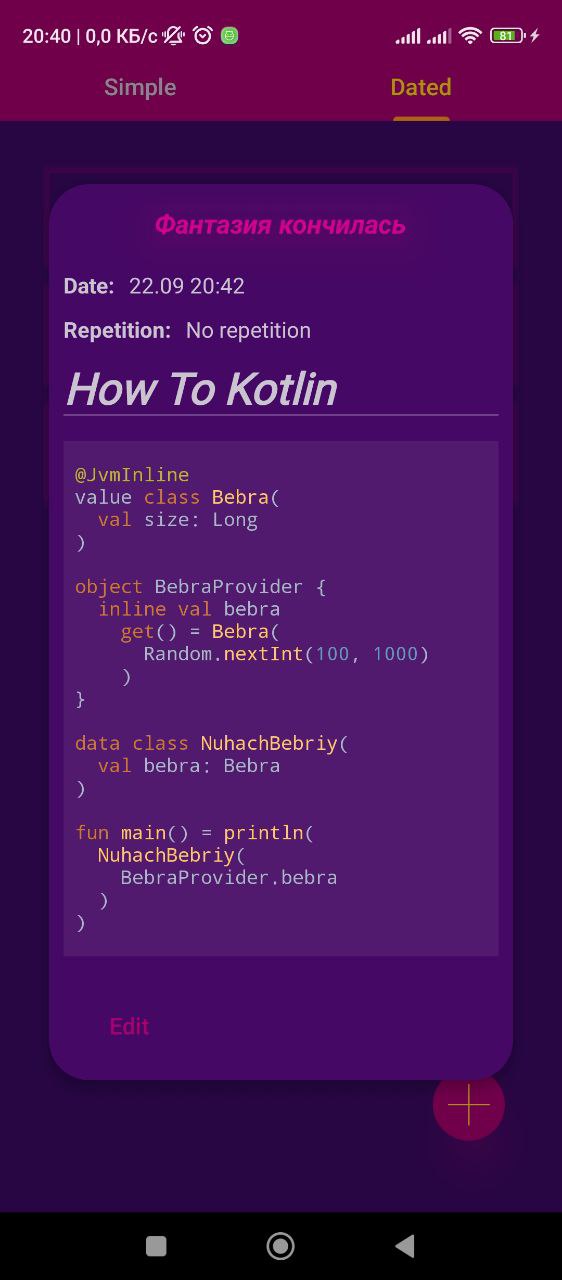 20:40 | 0,0 КБ/с
81
Simple
Dated
Фантазия кончилась
Date: 22.09 20:42
Repetition: No repetition
How To Kotlin
@JvmInline
value class Bebra(
  val size: Long
)
object BebraProvider {
  inline val bebra
    get() = Bebra(
      Random.nextInt(100, 1000)
    )
}
data class NuhachBebriy(
  val bebra: Bebra
)
fun main() = println(
  NuhachBebriy(
    BebraProvider.bebra
  )
)
Edit